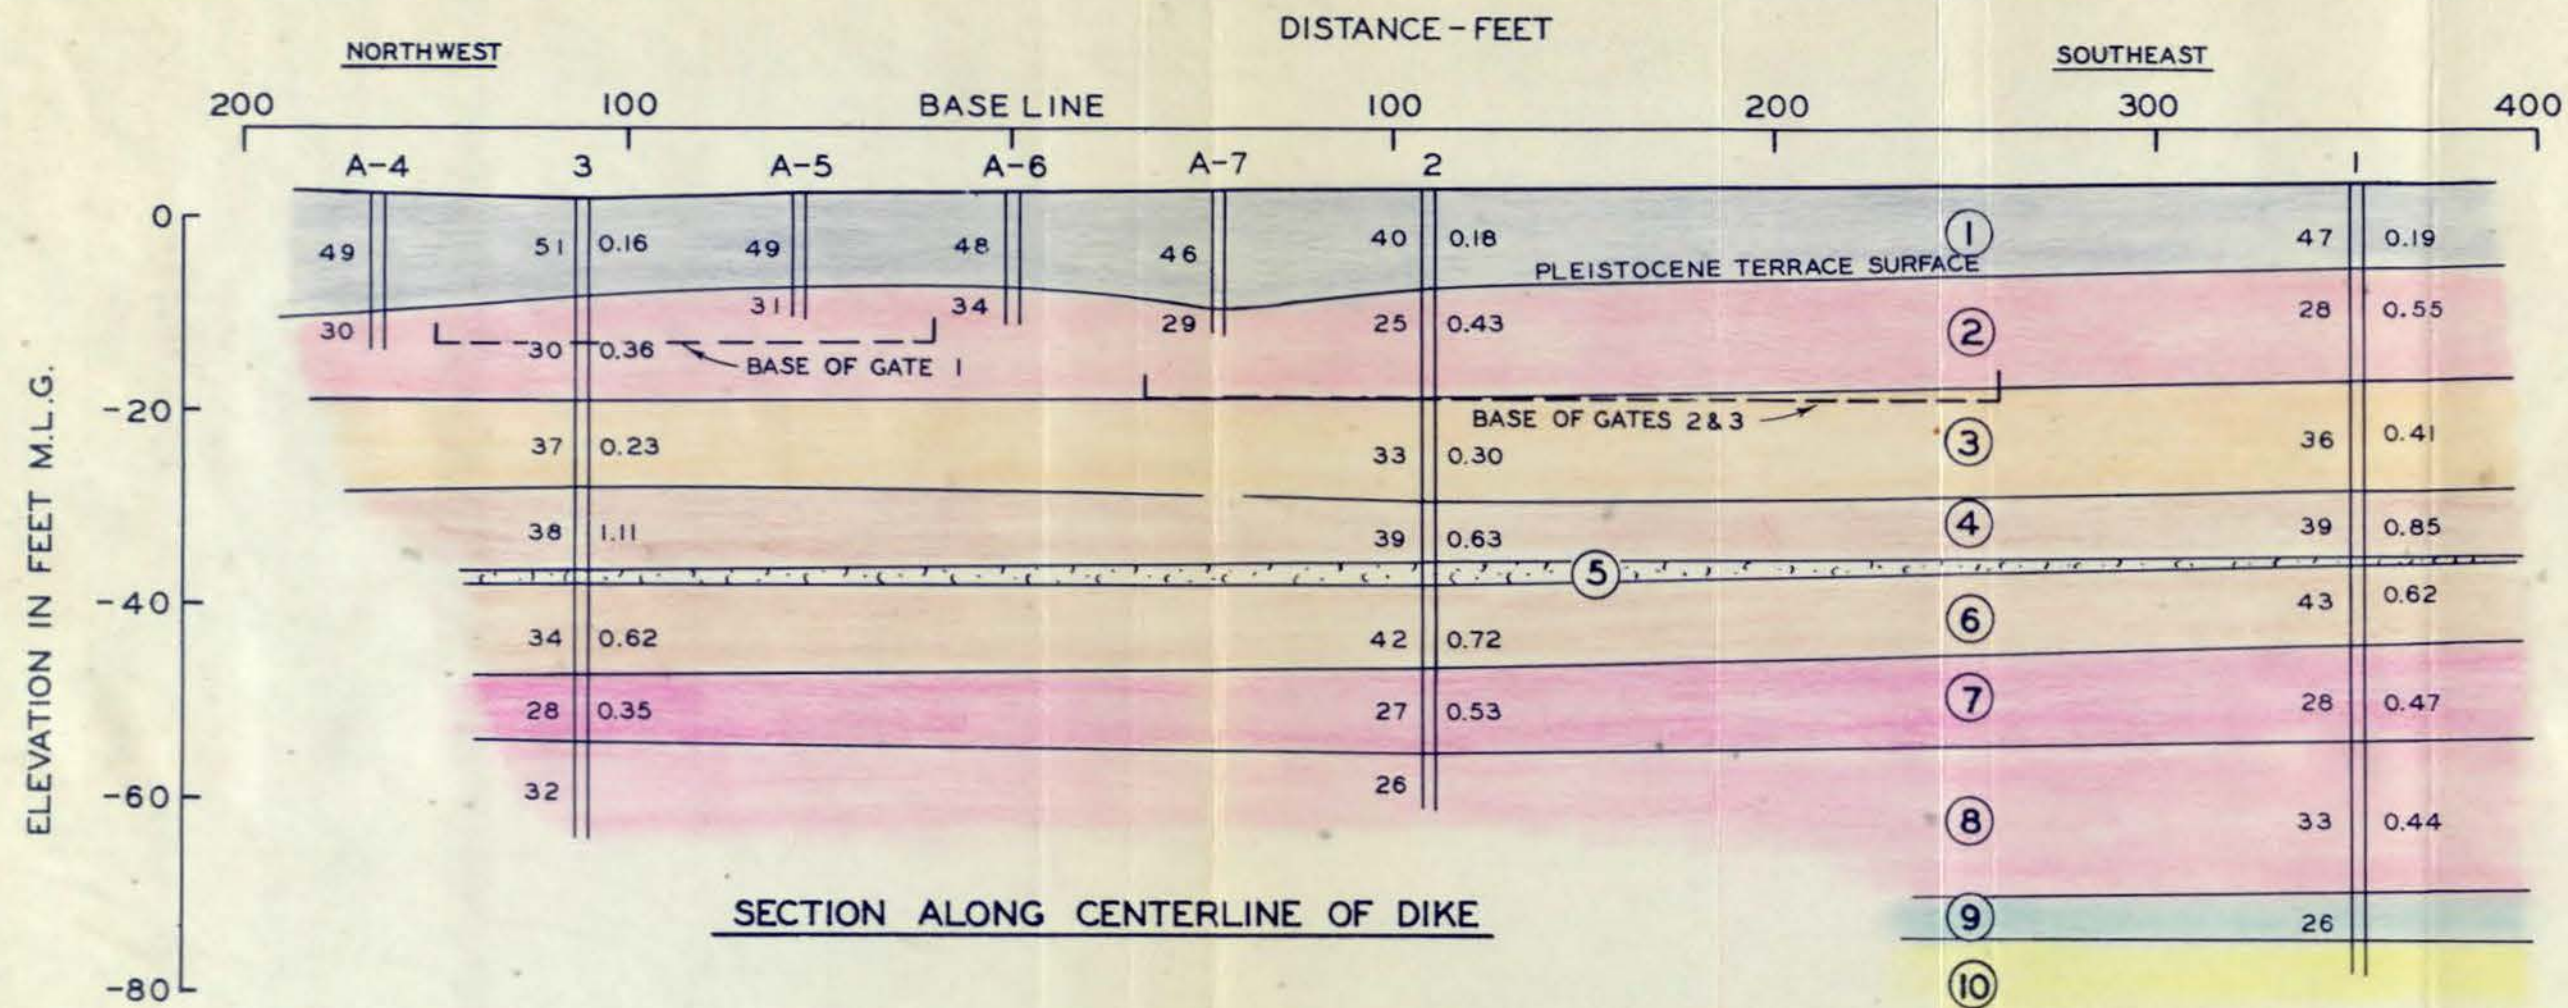 DISTANCE – FEET
NORTHWEST SOUTHEAST
200 100 BASE LINE 100 200 300 400
A-4 3 A-5 A-6 A-7 2 1
0
49 51 0.16 49 48 46 40 0.18 1 47 0.19
PLEISTOCENE TERRACE SURFACE
30 31 34 29 25 0.43 2 28 0.55
30 0.36 BASE OF GATE 1
-20
BASE OF GATES 2 & 3
37 0.23 33 0.30 3 36 0.41
38 1.11 39 0.63 4 39 0.85
5
-40
34 0.62 42 0.72 6 43 0.62
28 0.35 27 0.53 7 28 0.47
-60
32 26 8 33 0.44
SECTION ALONG CENTERLINE OF DIKE
9 26
-80
10
ELEVATION IN FEET M.L.G.